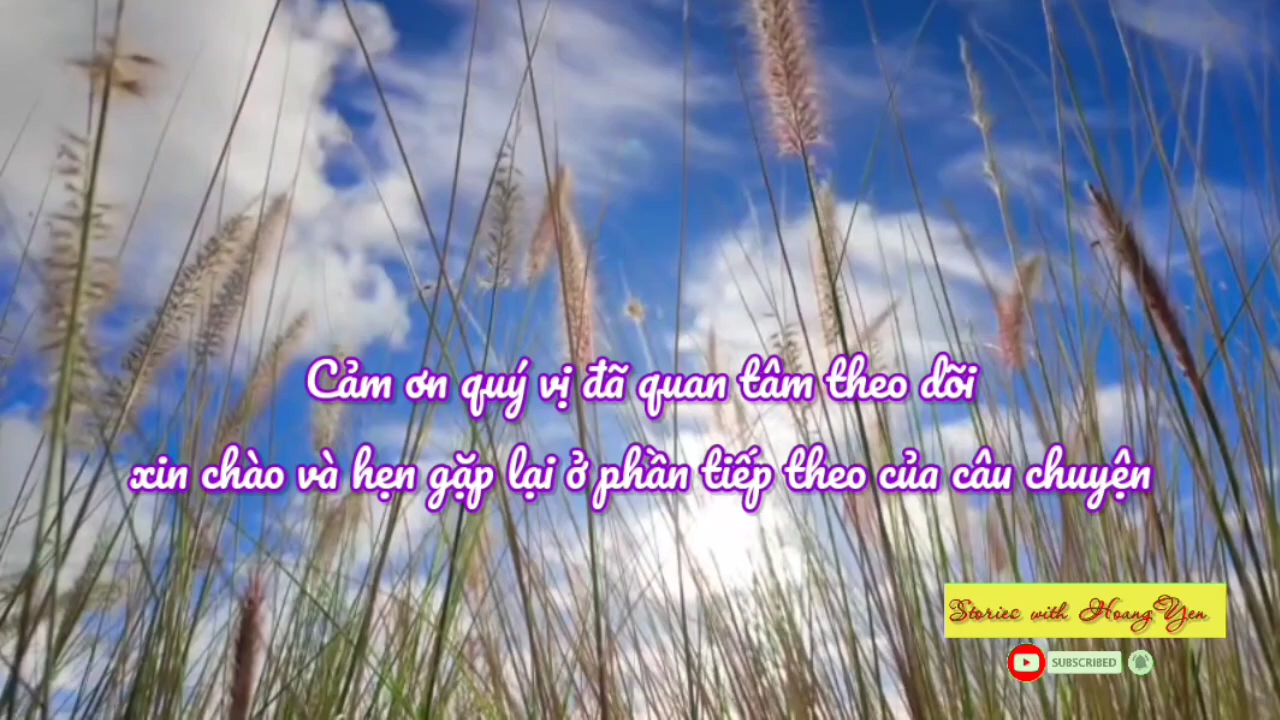 Cảm ơn quý vị đã quan tâm theo dõi
xin chào và hẹn gặp lại ở phần tiếp theo của câu chuyện
Stories with HoangYen
SUBSCRIBED